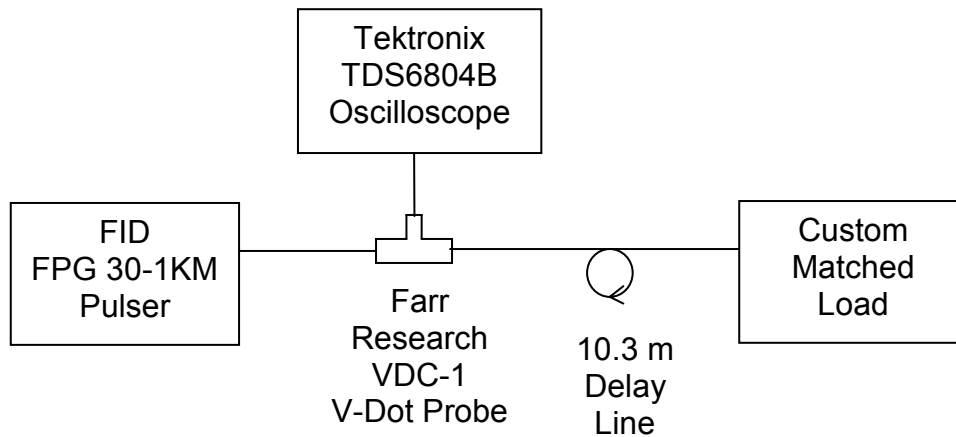 Tektronix
TDS6804B
Oscilloscope
FID
FPG 30-1KM
Pulser
Farr
Research
VDC-1
V-Dot Probe
10.3 m
Delay
Line
Custom
Matched
Load